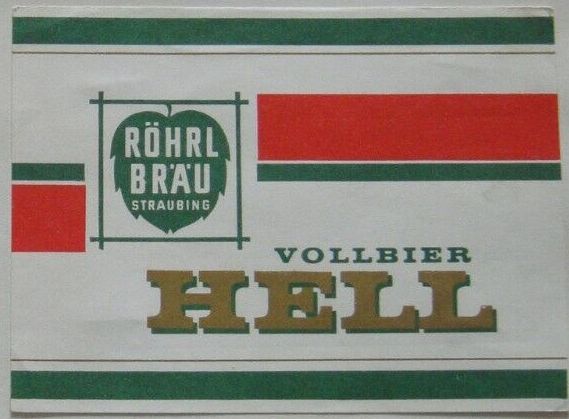 RÖHRL
BRÄU
STRAUBING
VOLLBIER
HELL